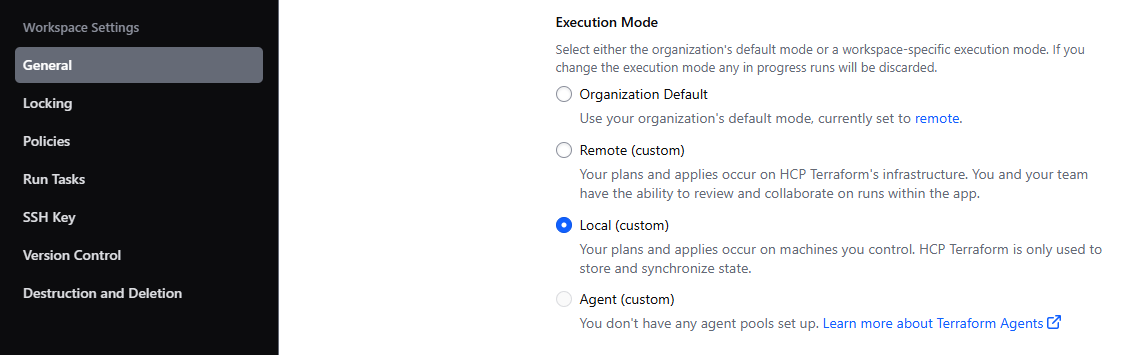 Workspace Settings
General
Locking
Policies
Run Tasks
SSH Key
Version Control
Destruction and Deletion
Execution Mode
Select either the organization's default mode or a workspace-specific execution mode. If you
change the execution mode any in progress runs will be discarded.
Organization Default
Use your organization's default mode, currently set to remote.
Remote (custom)
Your plans and applies occur on HCP Terraform's infrastructure. You and your team
have the ability to review and collaborate on runs within the app.
Local (custom)
Your plans and applies occur on machines you control. HCP Terraform is only used to
store and synchronize state.
Agent (custom)
You don't have any agent pools set up. Learn more about Terraform Agents